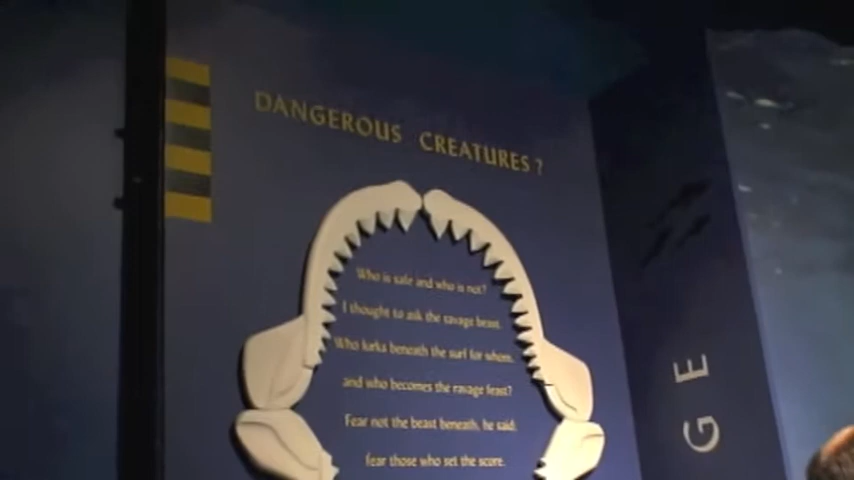 DANGEROUS CREATURES?
Who is safe and who is not?
I thought to ask the ravage beast.
Who lurks beneath the surf for whom,
and who becomes the ravage feast?
Fear not the beast beneath, he said,
fear those who set the score.
GE